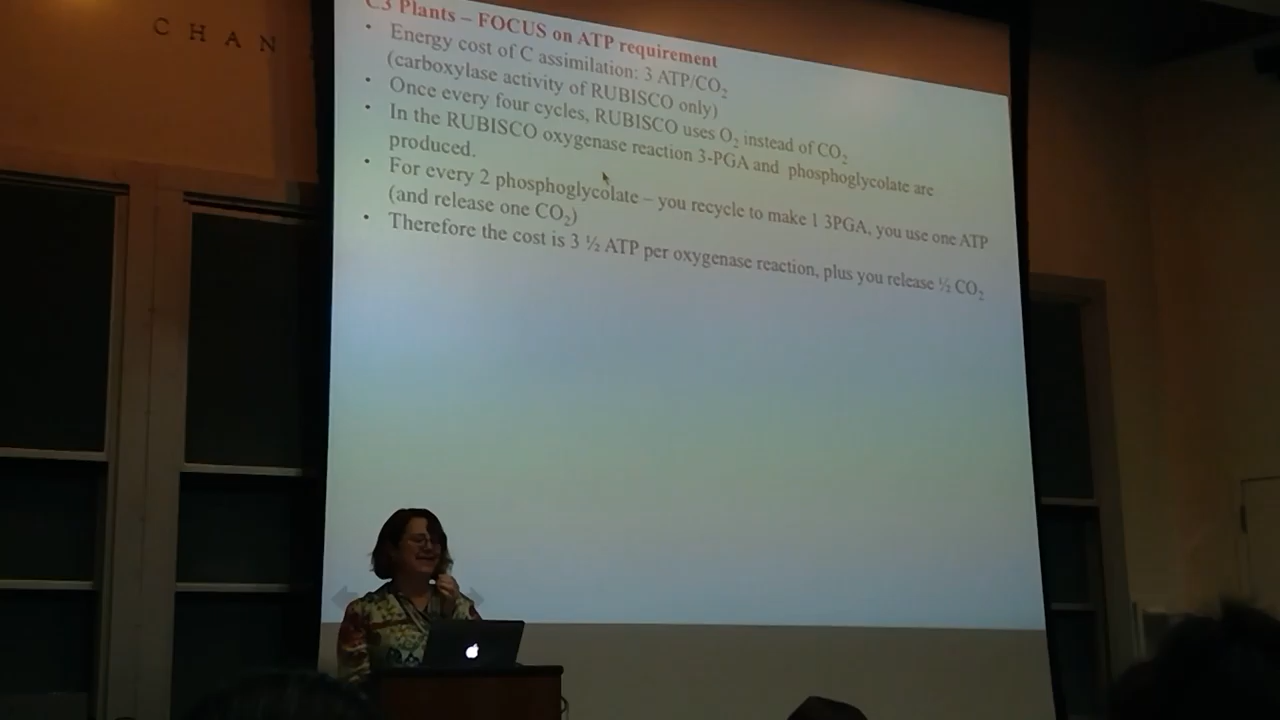 CHAN
C3 Plants – FOCUS on ATP requirement
• Energy cost of C assimilation: 3 ATP/CO₂
(carboxylase activity of RUBISCO only)
• Once every four cycles, RUBISCO uses O₂ instead of CO₂
• In the RUBISCO oxygenase reaction 3-PGA and phosphoglycolate are
produced.
• For every 2 phosphoglycolate – you recycle to make 1 3PGA, you use one ATP
(and release one CO₂)
• Therefore the cost is 3 ½ ATP per oxygenase reaction, plus you release ½ CO₂